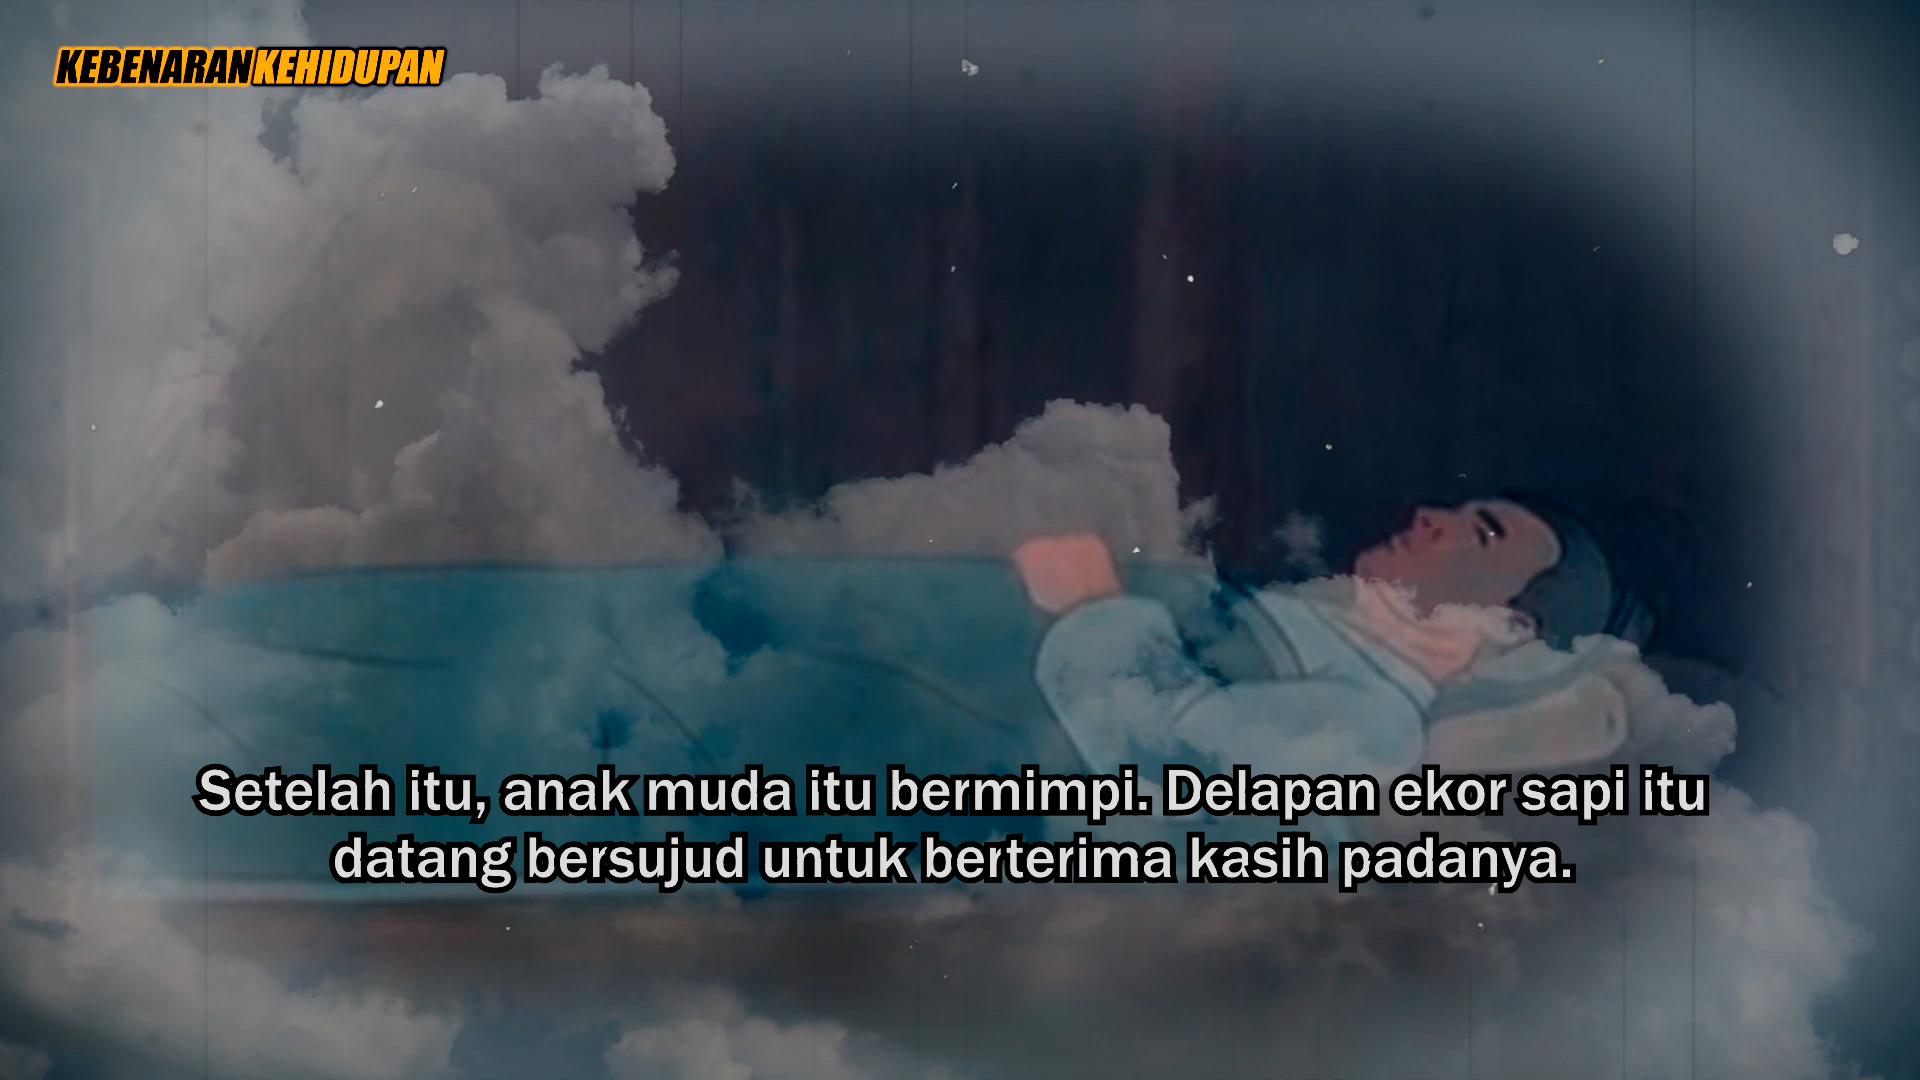 KEBENARANKEHIDUPAN
Setelah itu, anak muda itu bermimpi. Delapan ekor sapi itu
datang bersujud untuk berterima kasih padanya.